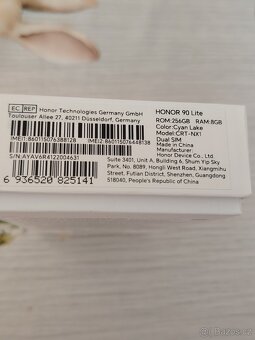 EC REP
Honor Technologies Germany GmbH
Toulouser Allee 27, 40211 Düsseldorf, Germany
IMEI1:860115076388128
IMEI2:860115076448138
S/N:AYAV6R4122004631
6 936520 825141
HONOR 90 Lite
ROM:256GB RAM:8GB
Color:Cyan Lake
Model:CRT-NX1
Dual SIM
Made in China
Manufacturer:
Honor Device Co., Ltd.
Suite 3401, Unit A, Building 6, Shum Yip Sky
Park, No. 8089, Hongli West Road, Xiangmihu
Street, Futian District, Shenzhen, Guangdong
518040, People's Republic of China